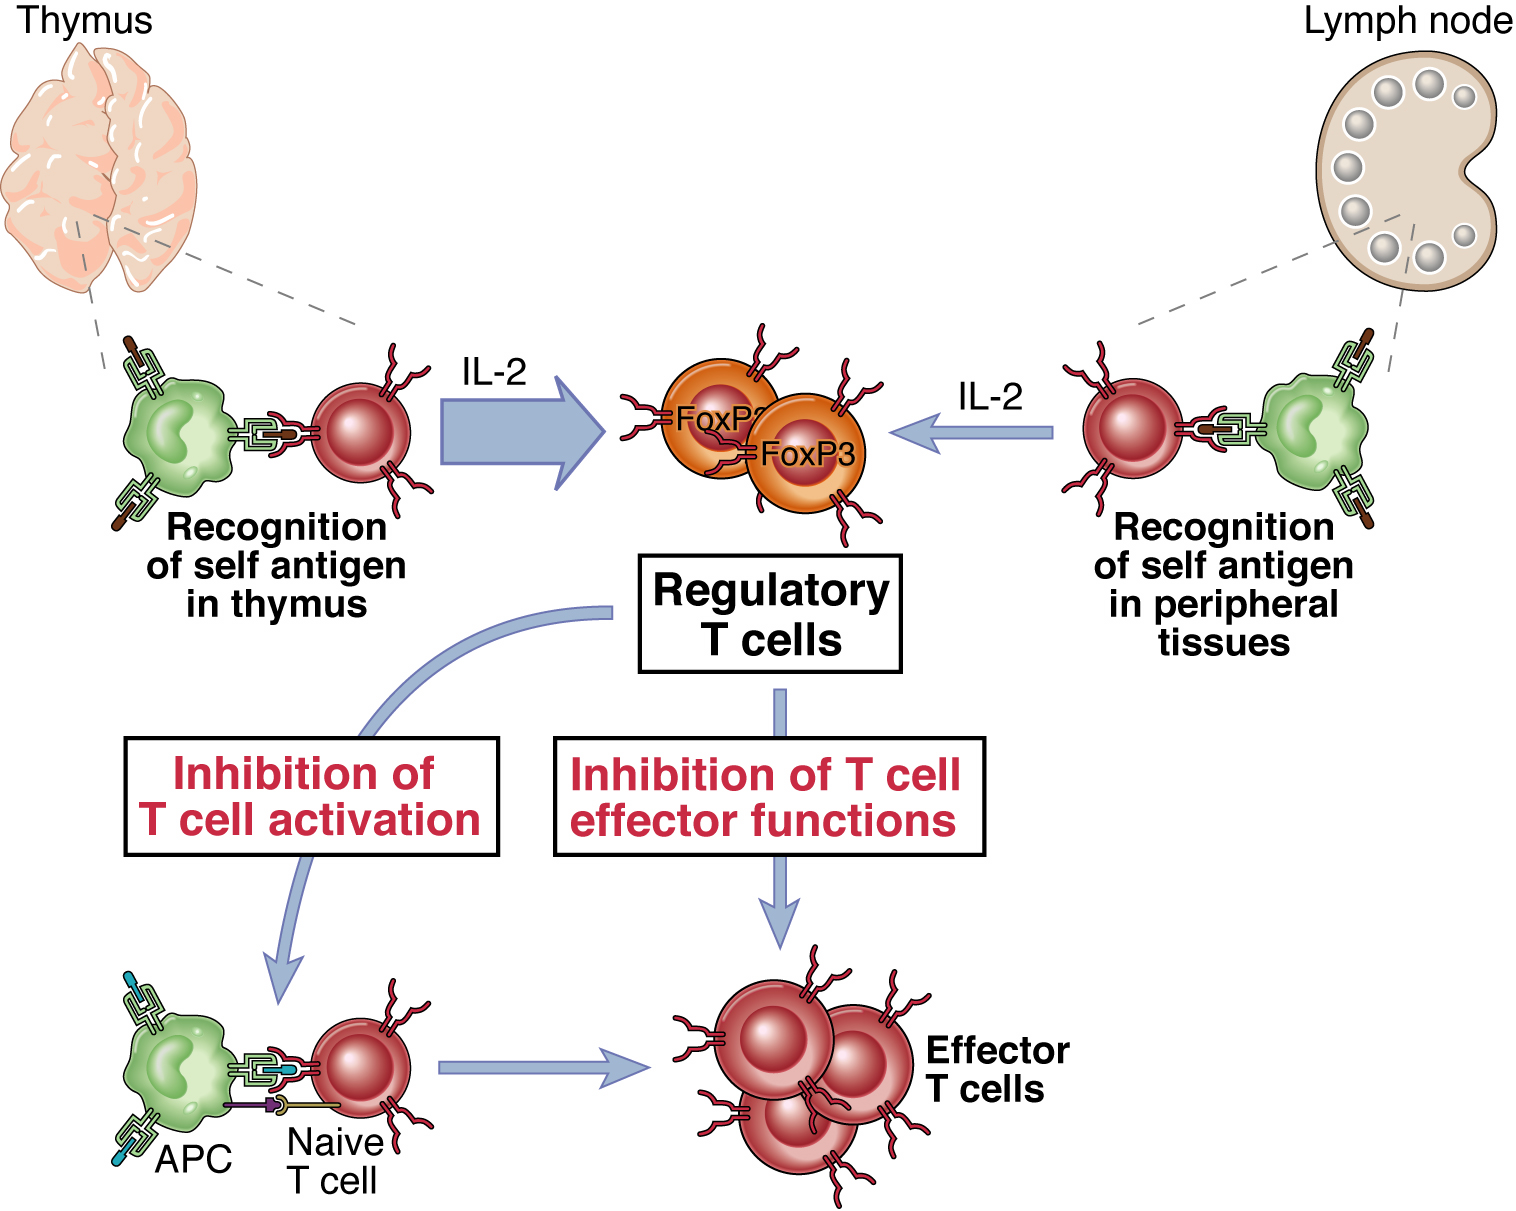 Thymus
Lymph node
IL-2
IL-2
FoxP3
FoxP3
Recognition
of self antigen
in thymus
Recognition
of self antigen
in peripheral
tissues
Regulatory
T cells
Inhibition of
T cell activation
Inhibition of T cell
effector functions
Effector
T cells
APC
Naive
T cell